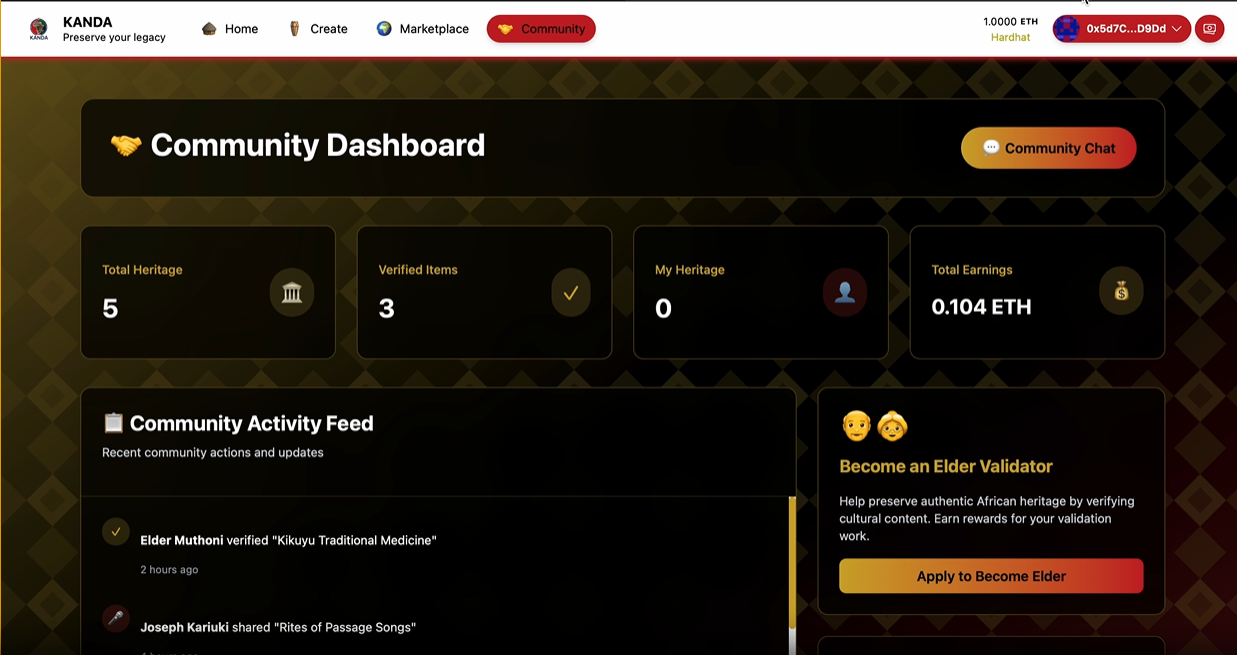 KANDA
Preserve your legacy
Home
Create
Marketplace
Community
1.0000 ETH
Hardhat
0x5d7C...D9Dd
Community Dashboard
Community Chat
Total Heritage
5
Verified Items
3
My Heritage
0
Total Earnings
0.104 ETH
Community Activity Feed
Recent community actions and updates
Elder Muthoni verified "Kikuyu Traditional Medicine"
2 hours ago
Joseph Kariuki shared "Rites of Passage Songs"
Become an Elder Validator
Help preserve authentic African heritage by verifying
cultural content. Earn rewards for your validation
work.
Apply to Become Elder